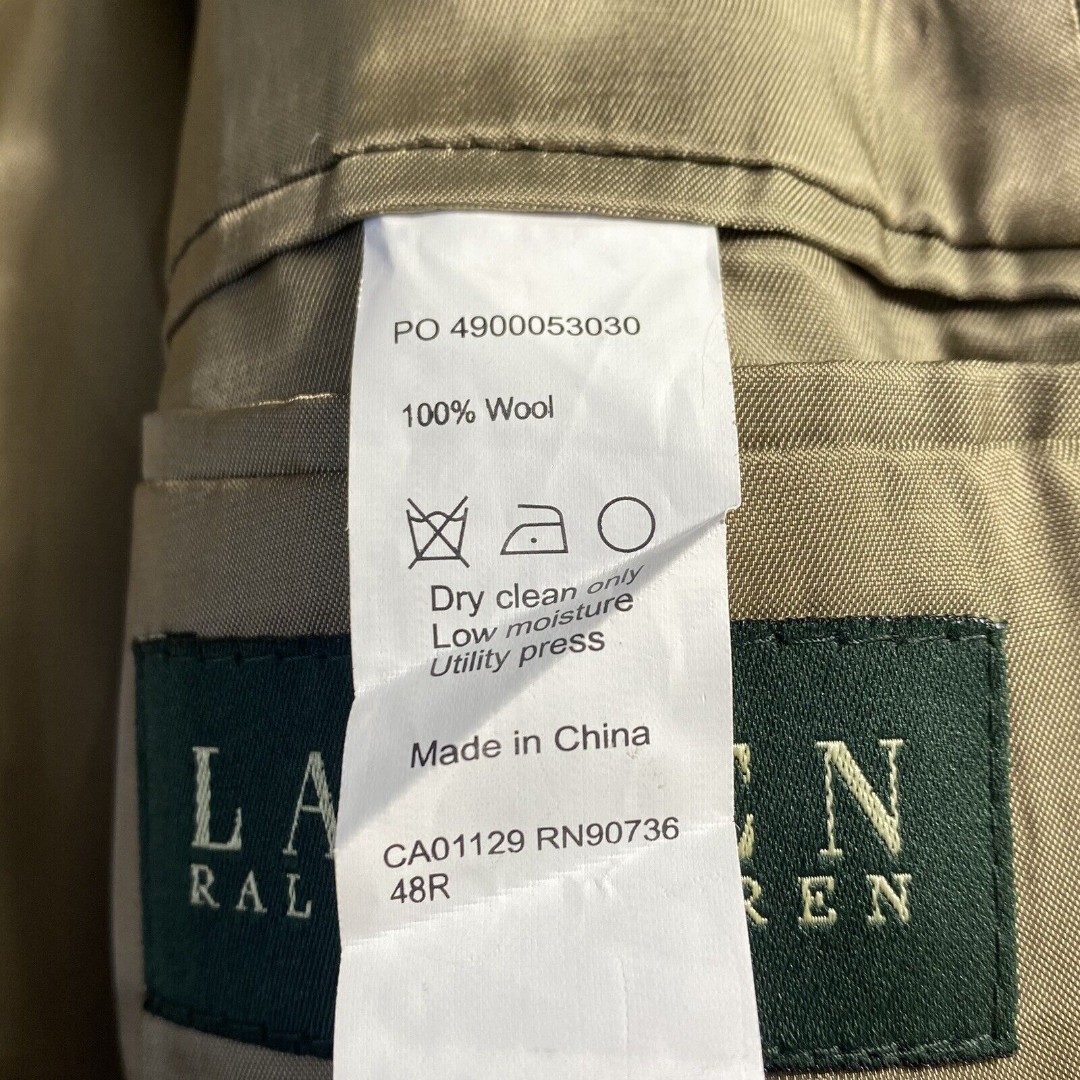 PO 4900053030
100% Wool
Dry clean only
Low moisture
Utility press
Made in China
CA01129 RN90736
48R
LA EN
RAL REN